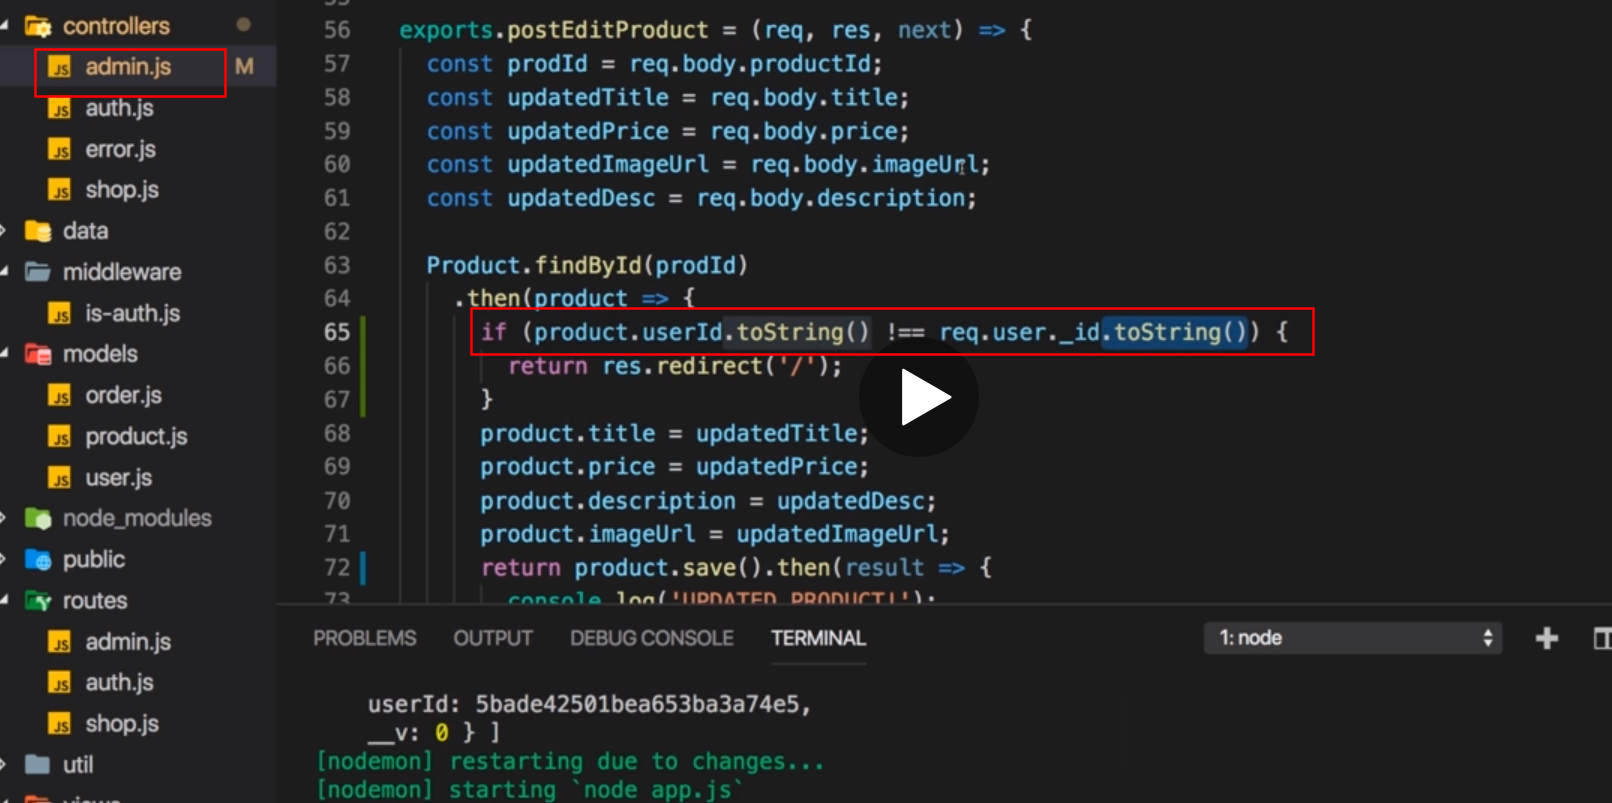 controllers
admin.js M
auth.js
error.js
shop.js
data
middleware
is-auth.js
models
order.js
product.js
user.js
node_modules
public
routes
admin.js
auth.js
shop.js
util
views
56 exports.postEditProduct = (req, res, next) => {
57 const prodId = req.body.productId;
58 const updatedTitle = req.body.title;
59 const updatedPrice = req.body.price;
60 const updatedImageUrl = req.body.imageUrl;
61 const updatedDesc = req.body.description;
62
63 Product.findById(prodId)
64 .then(product => {
65 if (product.userId.toString() !== req.user._id.toString()) {
66 return res.redirect('/');
67 }
68 product.title = updatedTitle;
69 product.price = updatedPrice;
70 product.description = updatedDesc;
71 product.imageUrl = updatedImageUrl;
72 return product.save().then(result => {
73 console.log('UPDATED PRODUCT!');
PROBLEMS OUTPUT DEBUG CONSOLE TERMINAL 1: node
userId: 5bade42501bea653ba3a74e5,
__v: 0 } ]
[nodemon] restarting due to changes...
[nodemon] starting `node app.js`